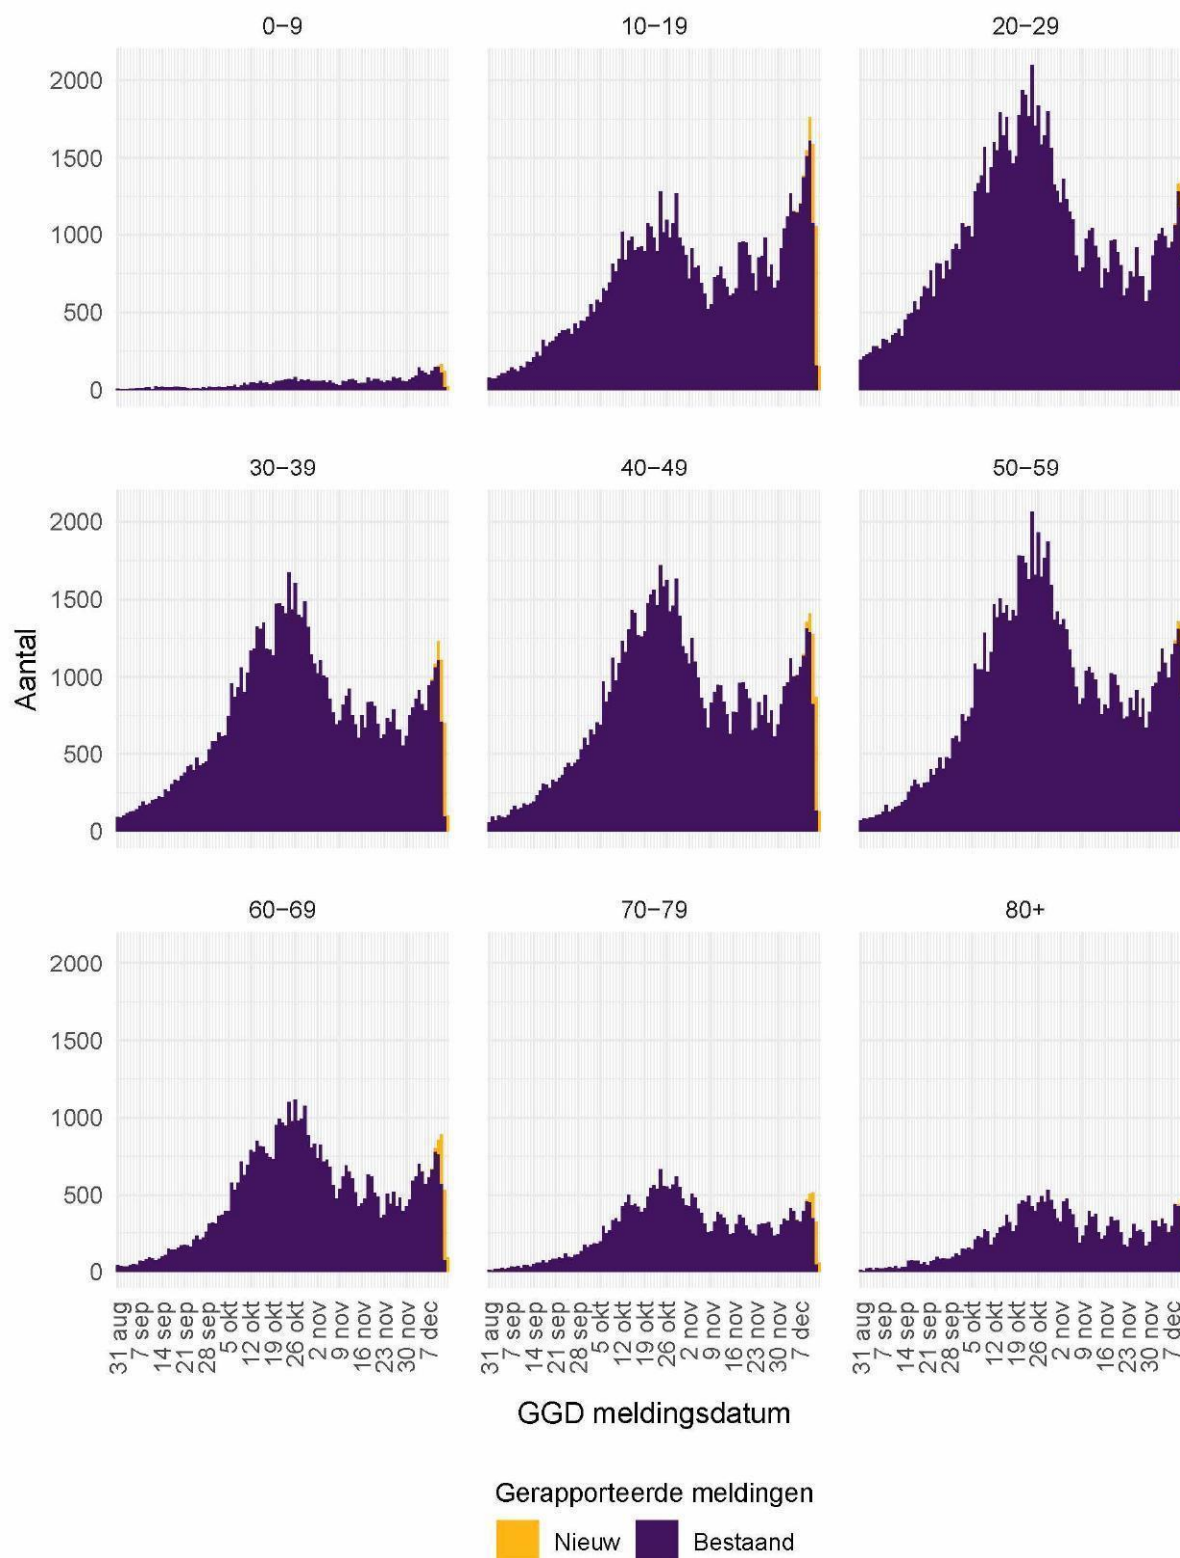 0−9 10−19 20−29
2000
1500
1000
500
0
30−39 40−49 50−59
2000
1500
1000
500
0
Aantal
60−69 70−79 80+
2000
1500
1000
500
0
31 aug 7 sep 14 sep 21 sep 28 sep 5 okt 12 okt 19 okt 26 okt 2 nov 9 nov 16 nov 23 nov 30 nov 7 dec
31 aug 7 sep 14 sep 21 sep 28 sep 5 okt 12 okt 19 okt 26 okt 2 nov 9 nov 16 nov 23 nov 30 nov 7 dec
31 aug 7 sep 14 sep 21 sep 28 sep 5 okt 12 okt 19 okt 26 okt 2 nov 9 nov 16 nov 23 nov 30 nov 7 dec
GGD meldingsdatum
Gerapporteerde meldingen
Nieuw Bestaand